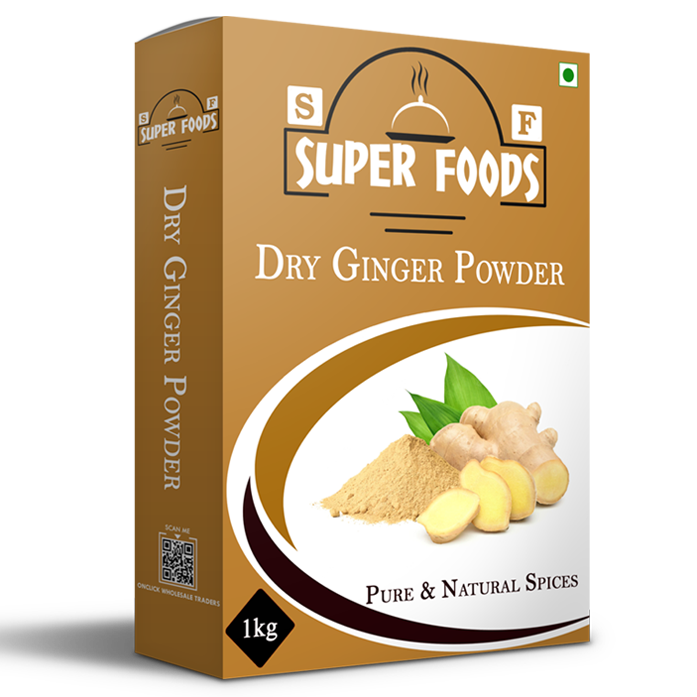 S F
SUPER FOODS
DRY GINGER POWDER
PURE & NATURAL SPICES
1kg
S F
SUPER FOODS
DRY GINGER POWDER
SCAN ME
ONCLICK WHOLESALE TRADERS